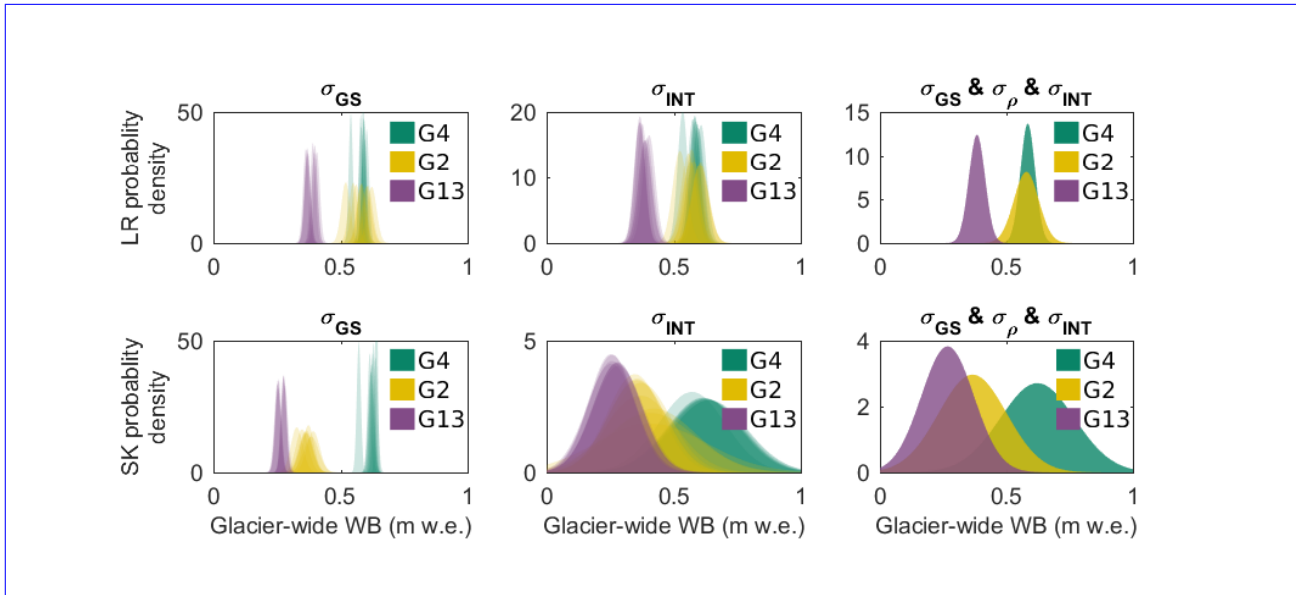 σGS
σINT
σGS & σρ & σINT
LR probablity
density
50
0
0
0.5
1
G4
G2
G13
20
10
0
0
0.5
1
G4
G2
G13
15
10
5
0
0
0.5
1
G4
G2
G13
σGS
σINT
σGS & σρ & σINT
SK probablity
density
50
0
0
0.5
1
G4
G2
G13
Glacier-wide WB (m w.e.)
5
0
0
0.5
1
G4
G2
G13
Glacier-wide WB (m w.e.)
4
2
0
0
0.5
1
G4
G2
G13
Glacier-wide WB (m w.e.)